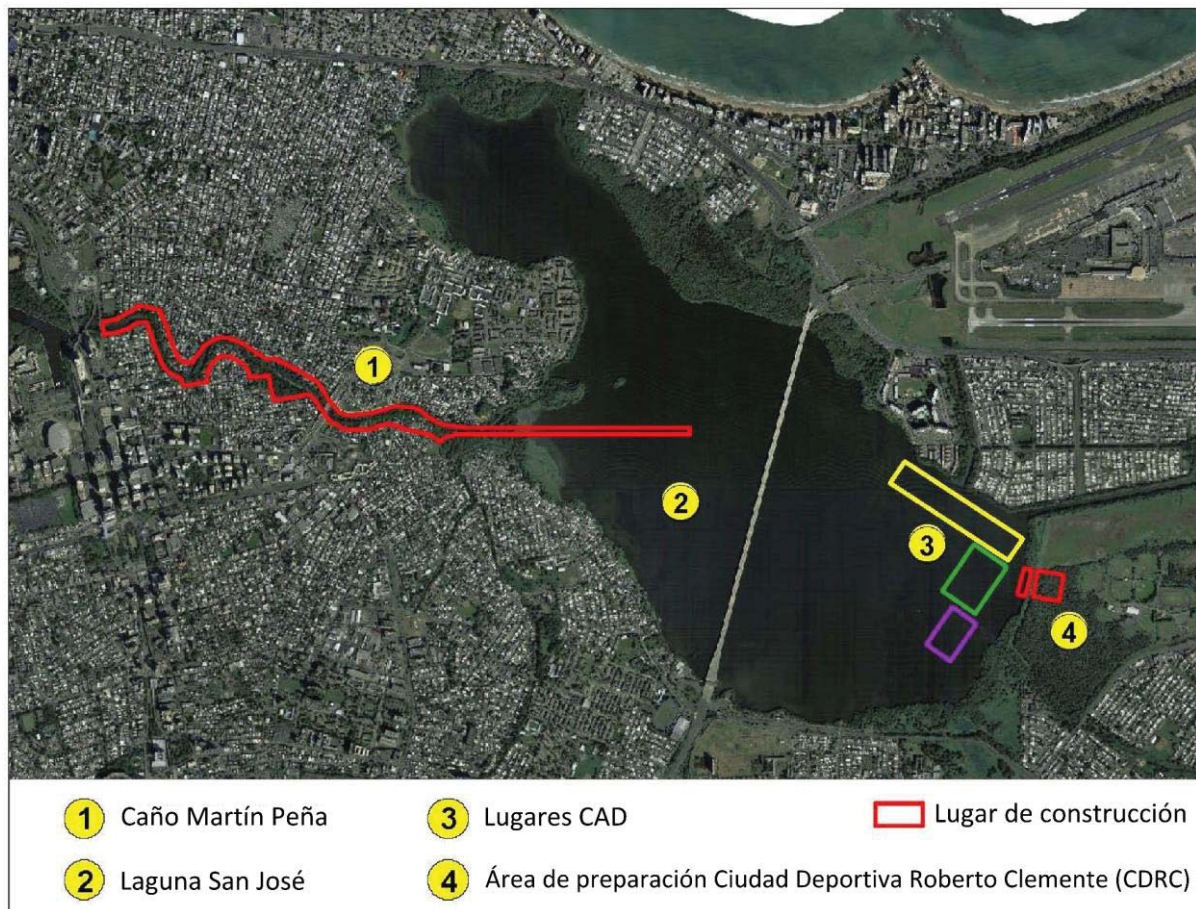 1
2
3
4
1 Caño Martín Peña
3 Lugares CAD
Lugar de construcción
2 Laguna San José
4 Área de preparación Ciudad Deportiva Roberto Clemente (CDRC)